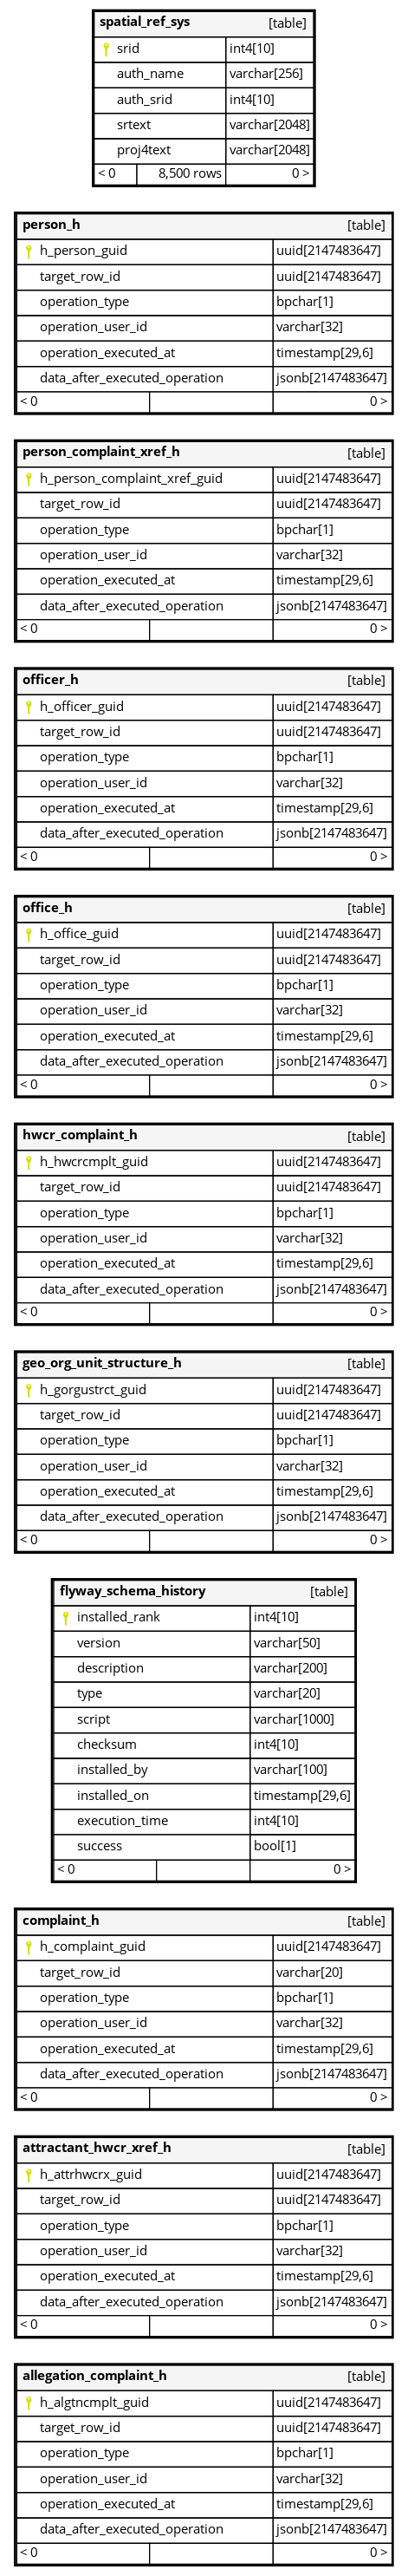 spatial_ref_sys [table]
srid int4[10]
auth_name varchar[256]
auth_srid int4[10]
srtext varchar[2048]
proj4text varchar[2048]
< 0 8,500 rows 0 >
person_h [table]
h_person_guid uuid[2147483647]
target_row_id uuid[2147483647]
operation_type bpchar[1]
operation_user_id varchar[32]
operation_executed_at timestamp[29,6]
data_after_executed_operation jsonb[2147483647]
< 0 0 >
person_complaint_xref_h [table]
h_person_complaint_xref_guid uuid[2147483647]
target_row_id uuid[2147483647]
operation_type bpchar[1]
operation_user_id varchar[32]
operation_executed_at timestamp[29,6]
data_after_executed_operation jsonb[2147483647]
< 0 0 >
officer_h [table]
h_officer_guid uuid[2147483647]
target_row_id uuid[2147483647]
operation_type bpchar[1]
operation_user_id varchar[32]
operation_executed_at timestamp[29,6]
data_after_executed_operation jsonb[2147483647]
< 0 0 >
office_h [table]
h_office_guid uuid[2147483647]
target_row_id uuid[2147483647]
operation_type bpchar[1]
operation_user_id varchar[32]
operation_executed_at timestamp[29,6]
data_after_executed_operation jsonb[2147483647]
< 0 0 >
hwcr_complaint_h [table]
h_hwcrcmplt_guid uuid[2147483647]
target_row_id uuid[2147483647]
operation_type bpchar[1]
operation_user_id varchar[32]
operation_executed_at timestamp[29,6]
data_after_executed_operation jsonb[2147483647]
< 0 0 >
geo_org_unit_structure_h [table]
h_gorgustrct_guid uuid[2147483647]
target_row_id uuid[2147483647]
operation_type bpchar[1]
operation_user_id varchar[32]
operation_executed_at timestamp[29,6]
data_after_executed_operation jsonb[2147483647]
< 0 0 >
flyway_schema_history [table]
installed_rank int4[10]
version varchar[50]
description varchar[200]
type varchar[20]
script varchar[1000]
checksum int4[10]
installed_by varchar[100]
installed_on timestamp[29,6]
execution_time int4[10]
success bool[1]
< 0 0 >
complaint_h [table]
h_complaint_guid uuid[2147483647]
target_row_id varchar[20]
operation_type bpchar[1]
operation_user_id varchar[32]
operation_executed_at timestamp[29,6]
data_after_executed_operation jsonb[2147483647]
< 0 0 >
attractant_hwcr_xref_h [table]
h_attrhwcrx_guid uuid[2147483647]
target_row_id uuid[2147483647]
operation_type bpchar[1]
operation_user_id varchar[32]
operation_executed_at timestamp[29,6]
data_after_executed_operation jsonb[2147483647]
< 0 0 >
allegation_complaint_h [table]
h_algtncmplt_guid uuid[2147483647]
target_row_id uuid[2147483647]
operation_type bpchar[1]
operation_user_id varchar[32]
operation_executed_at timestamp[29,6]
data_after_executed_operation jsonb[2147483647]
< 0 0 >